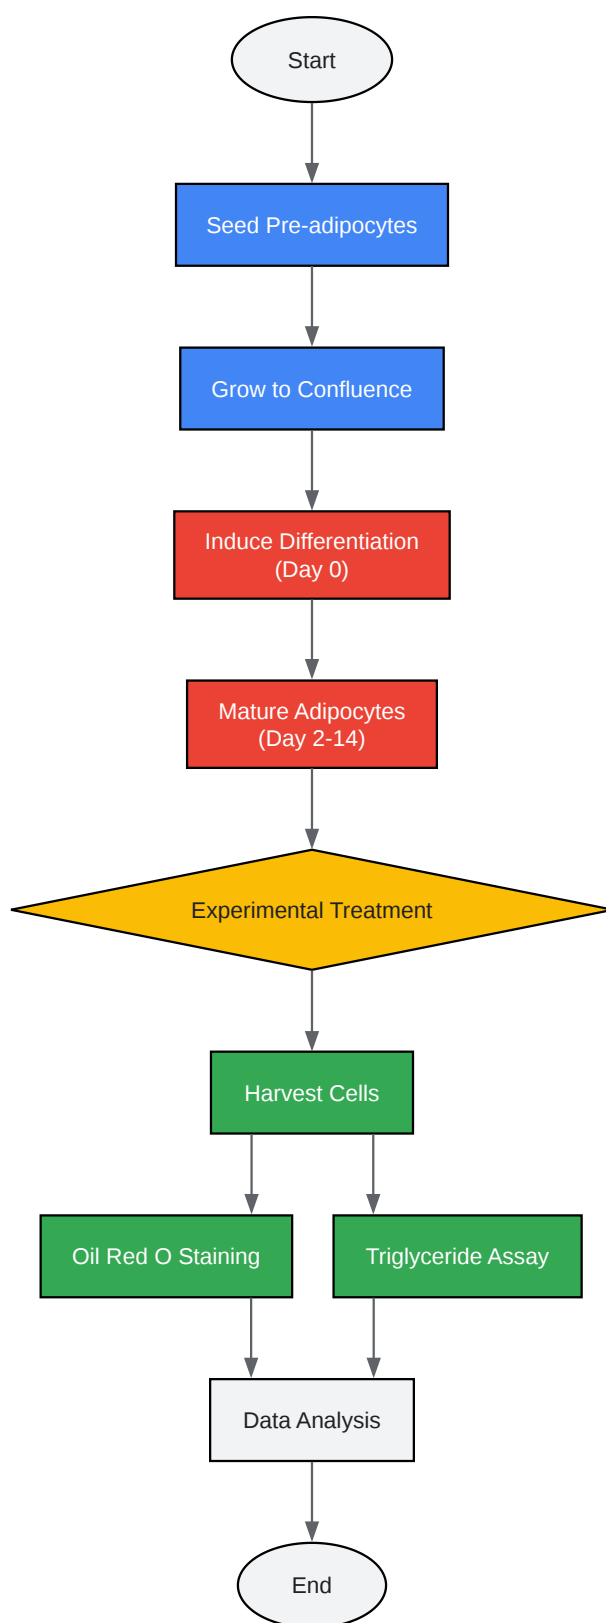 Start
Seed Pre-adipocytes
Grow to Confluence
Induce Differentiation
(Day 0)
Mature Adipocytes
(Day 2-14)
Experimental Treatment
Harvest Cells
Oil Red O Staining
Triglyceride Assay
Data Analysis
End